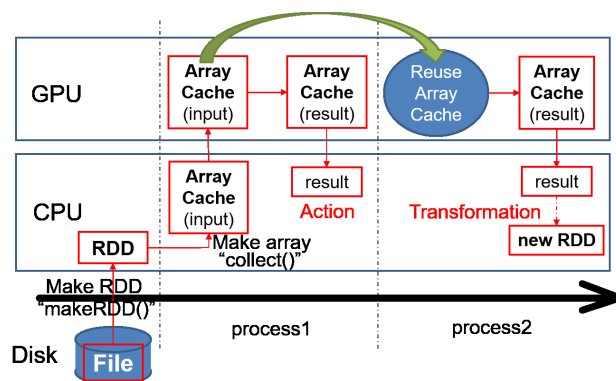 GPU
Array
Cache
(input)
Array
Cache
(result)
Reuse
Array
Cache
Array
Cache
(result)
CPU
Array
Cache
(input)
result
Action
Transformation
result
new RDD
RDD
Make array
“collect()”
Make RDD
“makeRDD()”
process1
process2
Disk
File